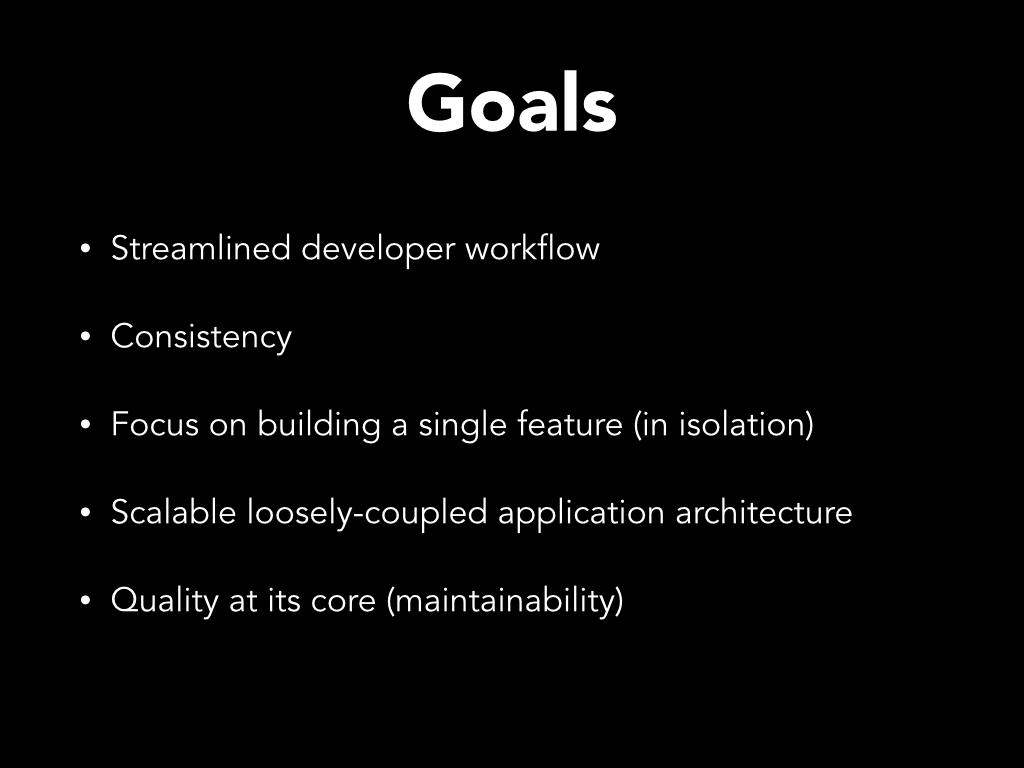 Goals
• Streamlined developer workflow
• Consistency
• Focus on building a single feature (in isolation)
• Scalable loosely-coupled application architecture
• Quality at its core (maintainability)